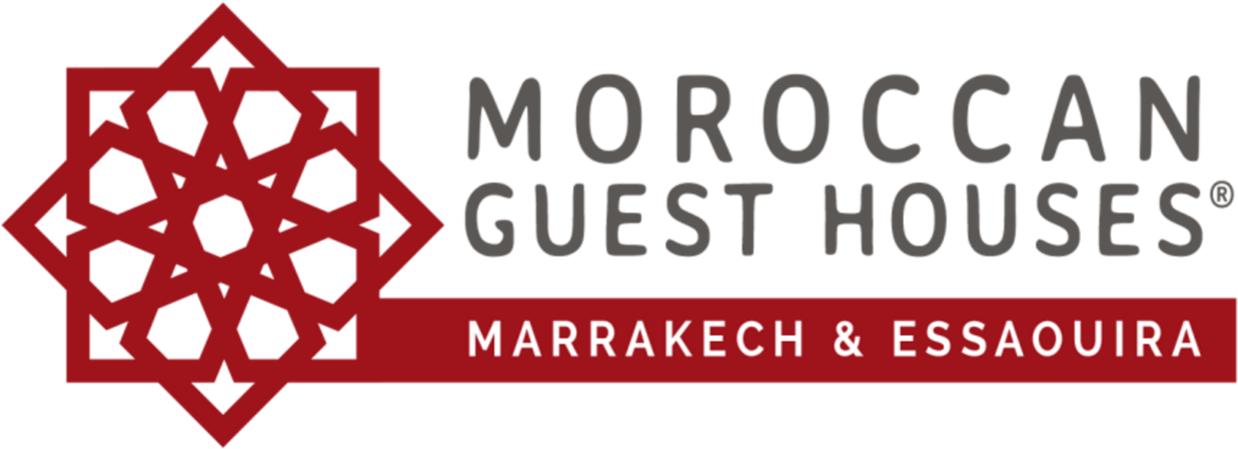 MOROCCAN
GUEST HOUSES®
MARRAKECH & ESSAOUIRA